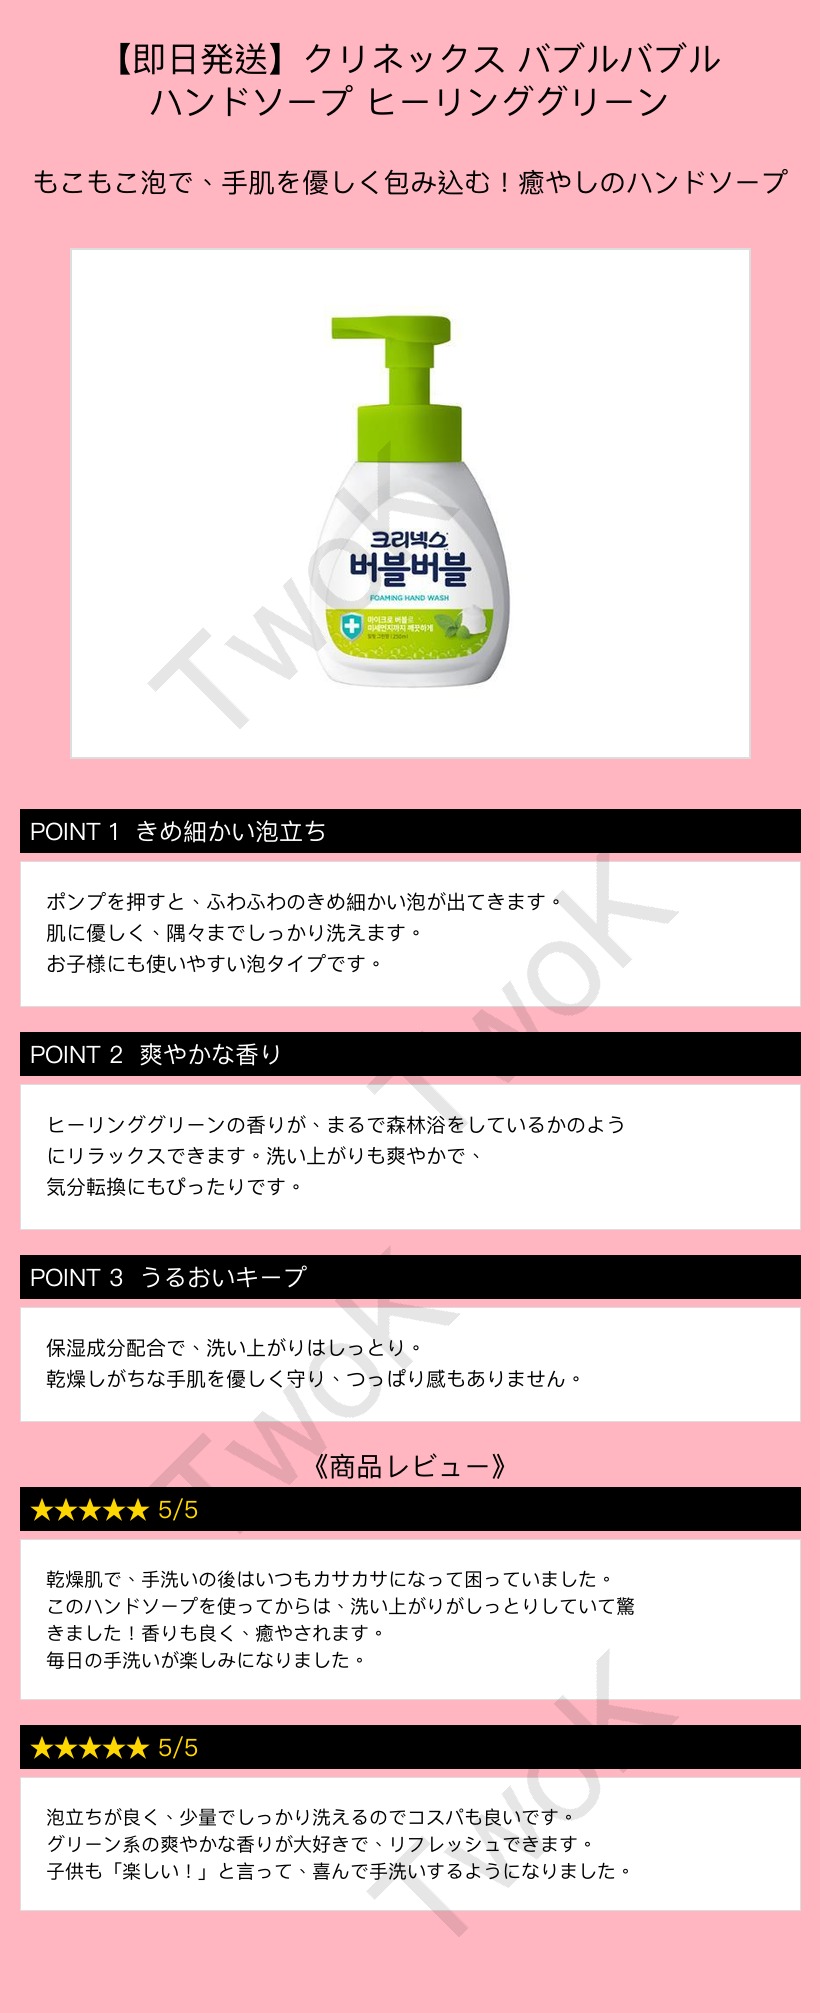 【即日発送】クリネックス バブルバブル
ハンドソープ ヒーリンググリーン
もこもこ泡で、手肌を優しく包み込む！癒やしのハンドソープ
크리넥스
버블버블
FOAMING HAND WASH
마이크로 버블로
미세먼지까지 깨끗하게
힐링 그린향 | 250ml
TwoK
POINT 1 きめ細かい泡立ち
ポンプを押すと、ふわふわのきめ細かい泡が出てきます。
肌に優しく、隅々までしっかり洗えます。
お子様にも使いやすい泡タイプです。
TwoK
POINT 2 爽やかな香り
ヒーリンググリーンの香りが、まるで森林浴をしているかのよう
にリラックスできます。洗い上がりも爽やかで、
気分転換にもぴったりです。
POINT 3 うるおいキープ
保湿成分配合で、洗い上がりはしっとり。
乾燥しがちな手肌を優しく守り、つっぱり感もありません。
TwoK
《商品レビュー》
★★★★★ 5/5
乾燥肌で、手洗いの後はいつもカサカサになって困っていました。
このハンドソープを使ってからは、洗い上がりがしっとりしていて驚
きました！香りも良く、癒やされます。
毎日の手洗いが楽しみになりました。
★★★★★ 5/5
泡立ちが良く、少量でしっかり洗えるのでコスパも良いです。
グリーン系の爽やかな香りが大好きで、リフレッシュできます。
子供も「楽しい！」と言って、喜んで手洗いするようになりました。
TwoK